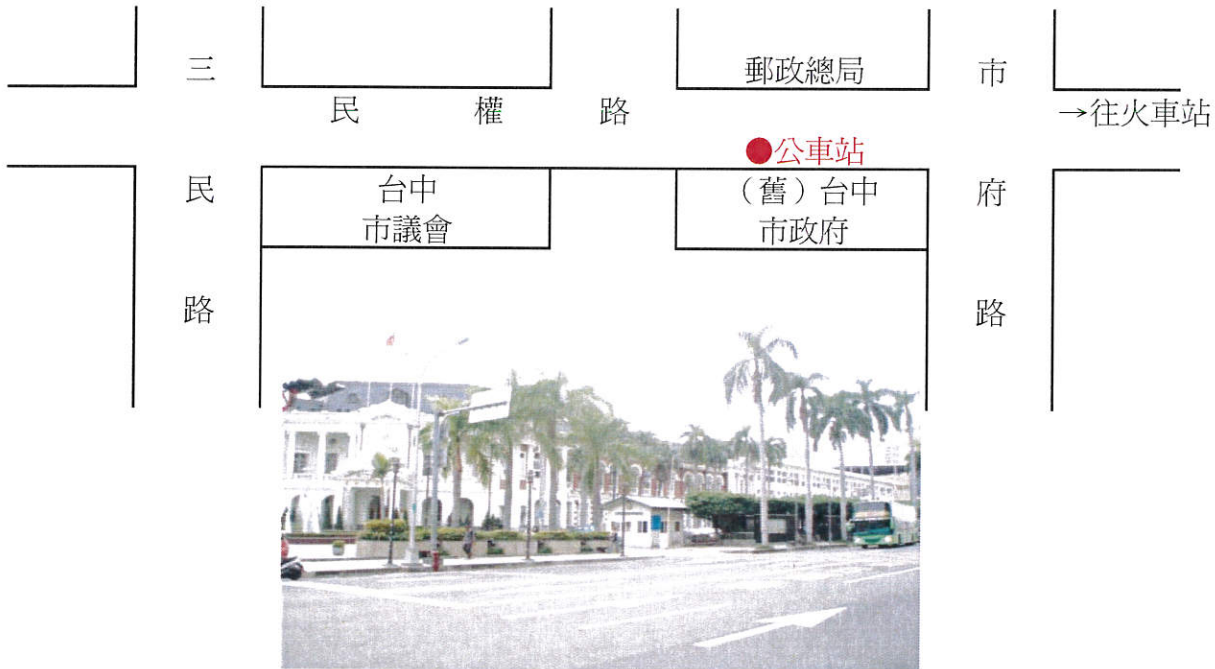 三民路
郵政總局
市府路
民權路
→往火車站
●公車站
台中
市議會
（舊）台中
市政府